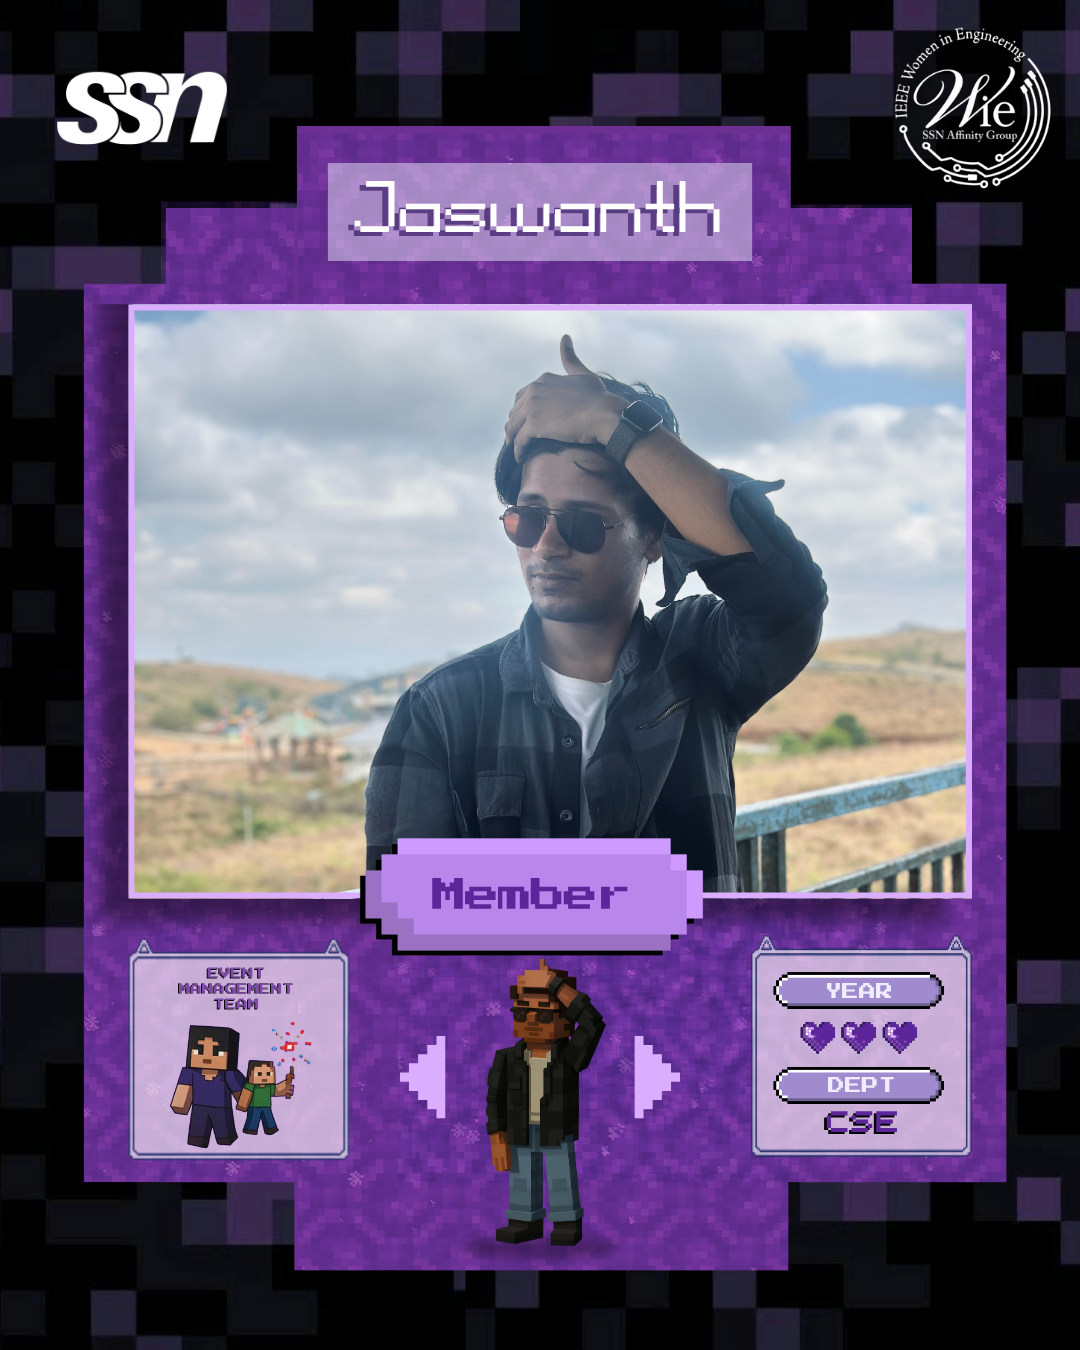 ssn
IEEE Women in Engineering
Wie
SSN Affinity Group
Jaswanth
Member
EVENT
MANAGEMENT
TEAM
YEAR
DEPT
CSE